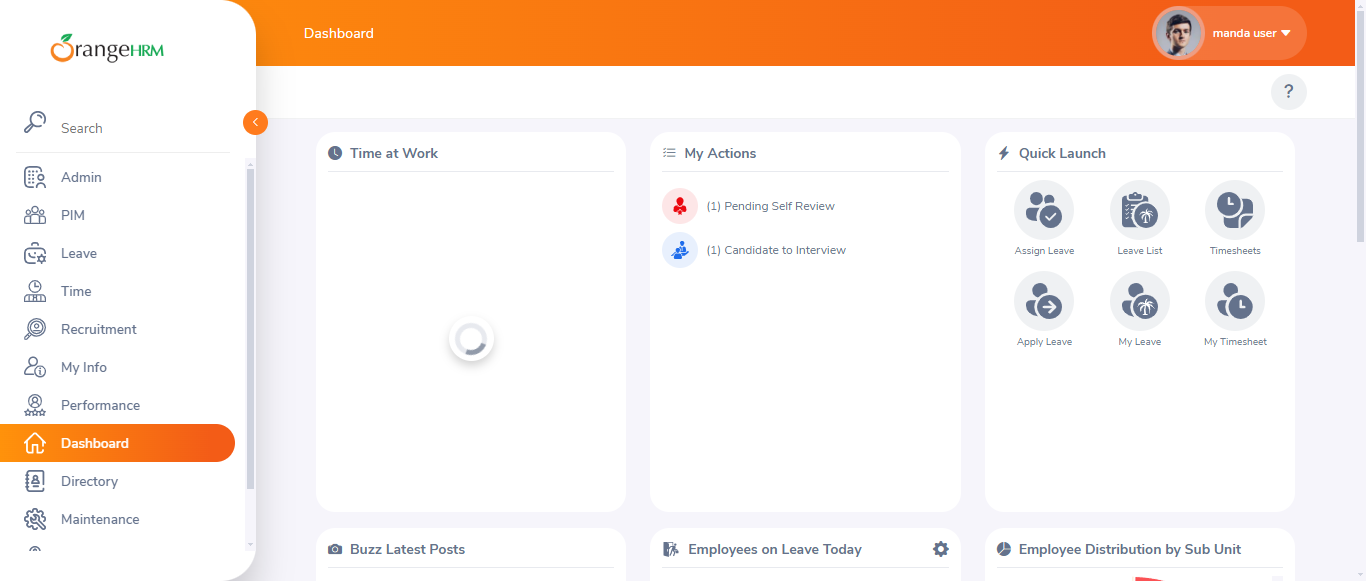 OrangeHRM
Dashboard
manda user
?
Search
Admin
PIM
Leave
Time
Recruitment
My Info
Performance
Dashboard
Directory
Maintenance
Time at Work
My Actions
(1) Pending Self Review
(1) Candidate to Interview
Quick Launch
Assign Leave
Leave List
Timesheets
Apply Leave
My Leave
My Timesheet
Buzz Latest Posts
Employees on Leave Today
Employee Distribution by Sub Unit